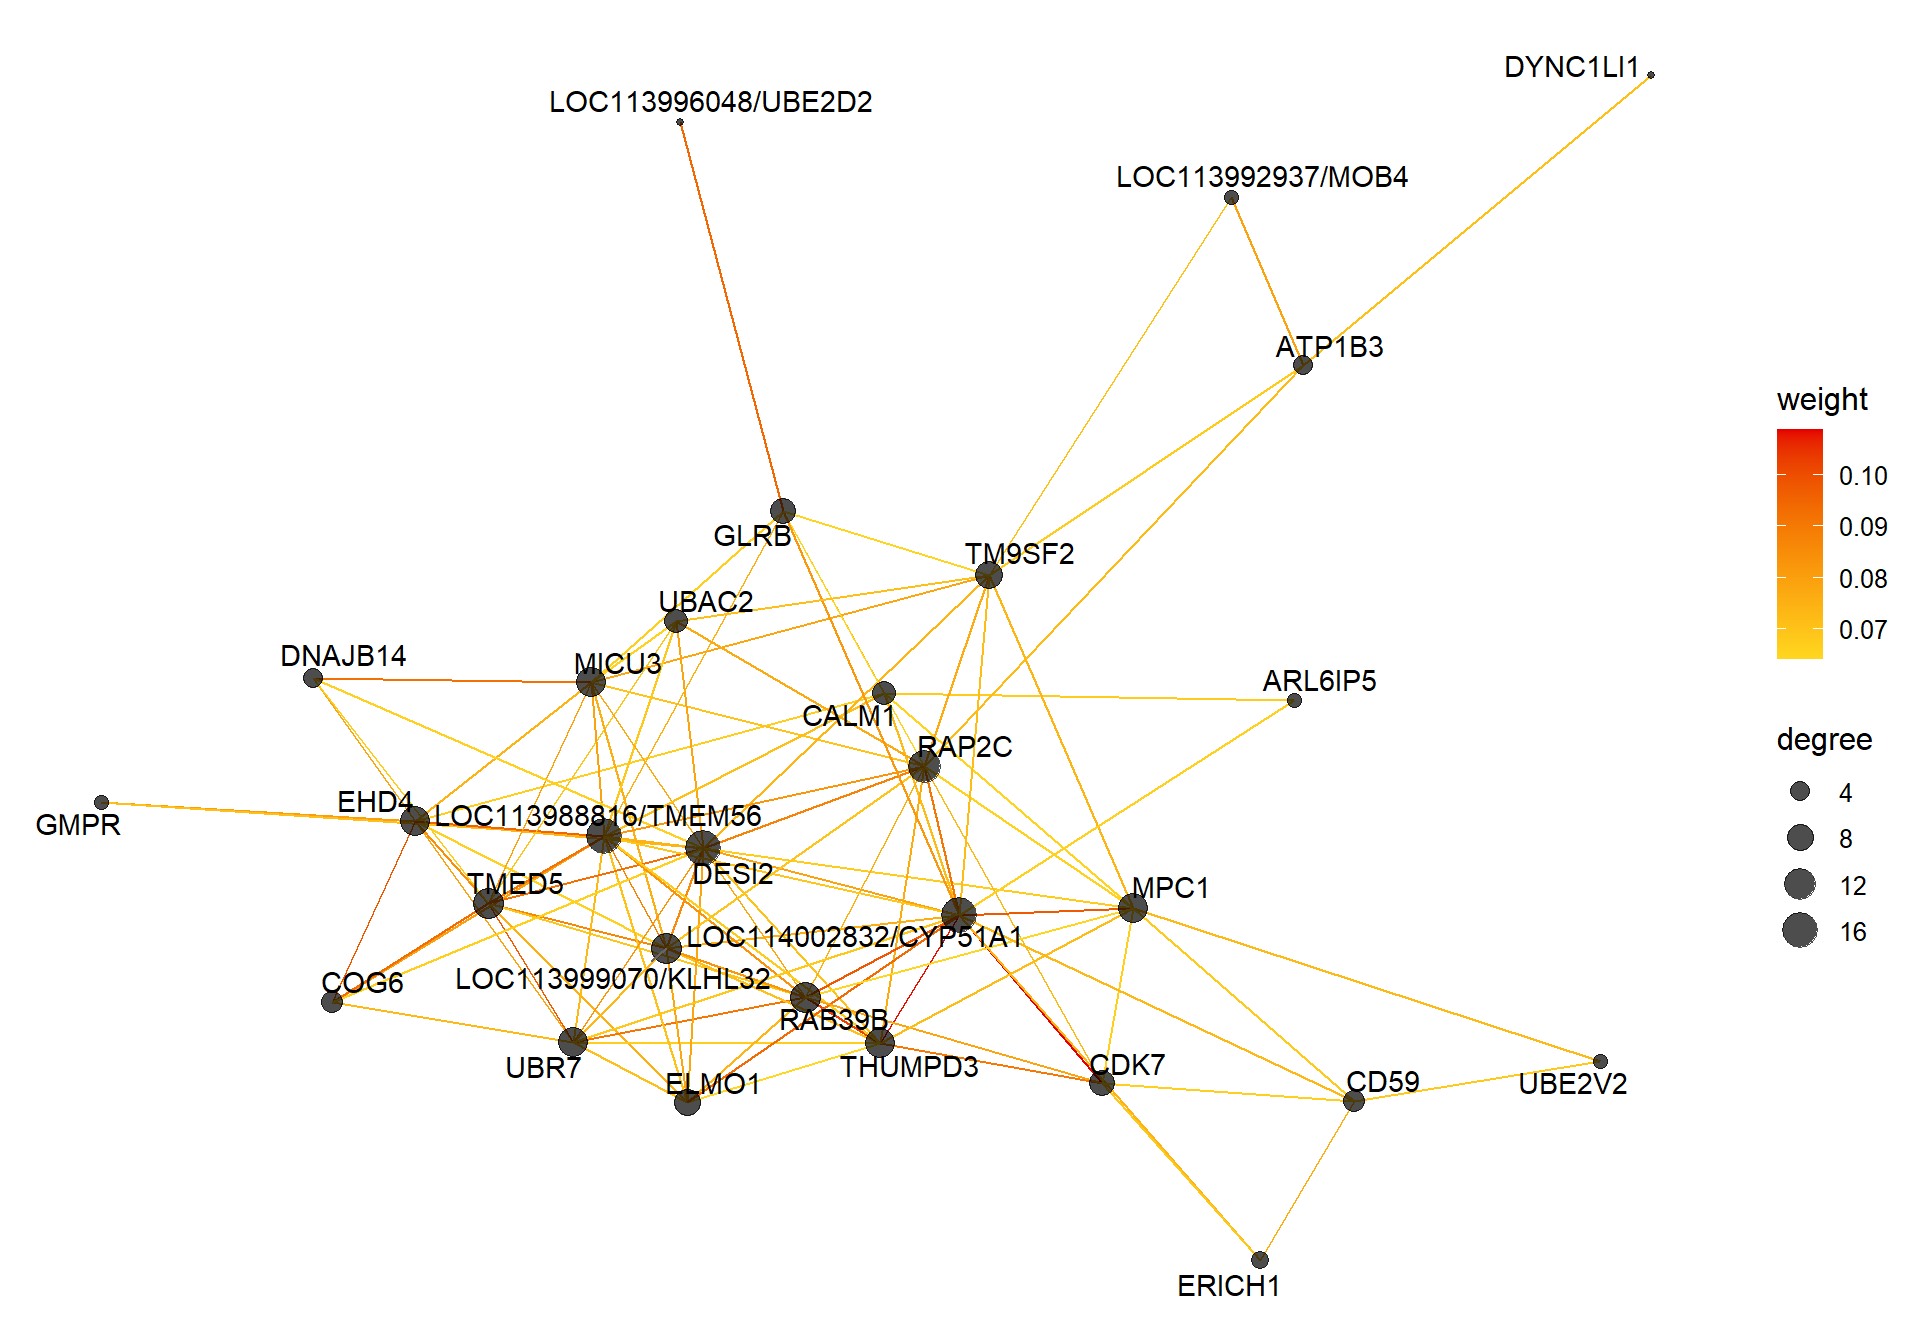 DYNC1LI1
LOC113996048/UBE2D2
LOC113992937/MOB4
ATP1B3
weight
0.10
0.09
0.08
0.07
GLRB
TM9SF2
UBAC2
DNAJB14
MICU3
ARL6IP5
CALM1
RAP2C
degree
4
8
12
16
EHD4
LOC113988816/TMEM56
GMPR
DESI2
TMED5
MPC1
LOC114002832/CYP51A1
LOC113999070/KLHL32
COG6
RAB39B
UBR7
THUMPD3
CDK7
ELMO1
CD59
UBE2V2
ERICH1